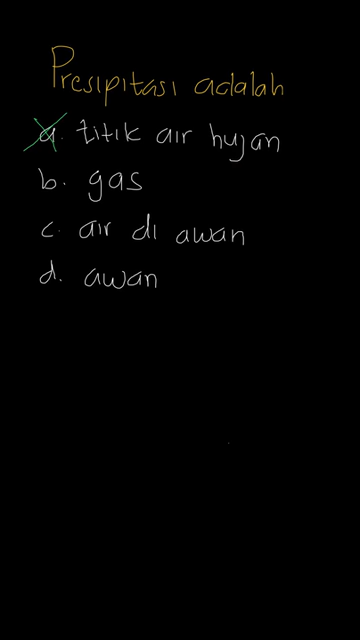 Presipitasi adalah
a. titik air hujan
b. gas
c. air di awan
d. awan